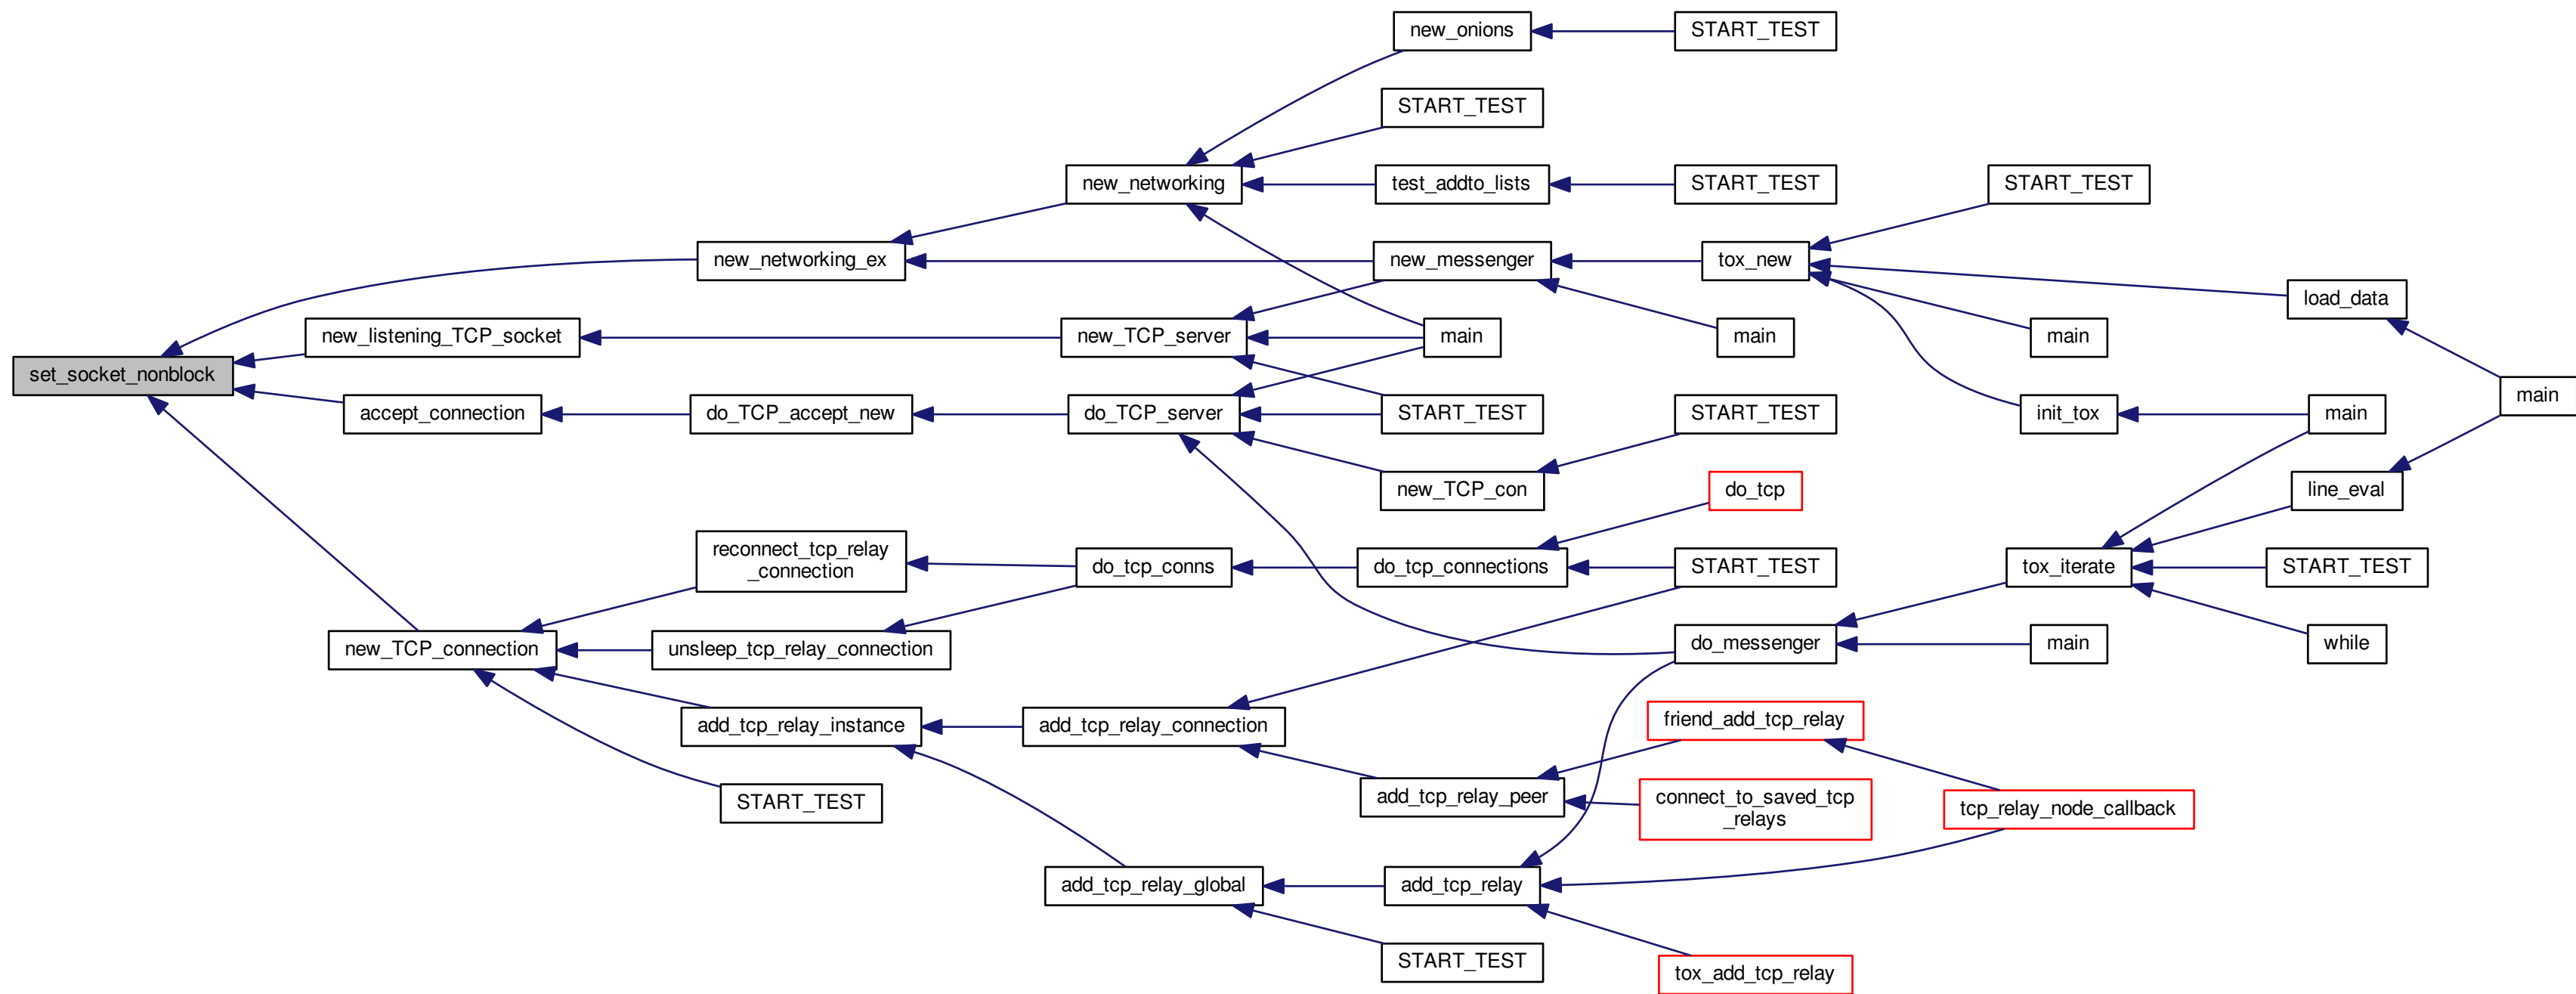 new_onions
START_TEST
START_TEST
new_networking
test_addto_lists
START_TEST
START_TEST
new_networking_ex
new_messenger
tox_new
load_data
new_listening_TCP_socket
new_TCP_server
main
main
main
set_socket_nonblock
main
accept_connection
do_TCP_accept_new
do_TCP_server
START_TEST
START_TEST
init_tox
main
new_TCP_con
do_tcp
line_eval
reconnect_tcp_relay
_connection
do_tcp_conns
do_tcp_connections
START_TEST
tox_iterate
START_TEST
new_TCP_connection
unsleep_tcp_relay_connection
do_messenger
main
while
add_tcp_relay_instance
add_tcp_relay_connection
friend_add_tcp_relay
START_TEST
add_tcp_relay_peer
connect_to_saved_tcp
_relays
tcp_relay_node_callback
add_tcp_relay_global
add_tcp_relay
START_TEST
tox_add_tcp_relay